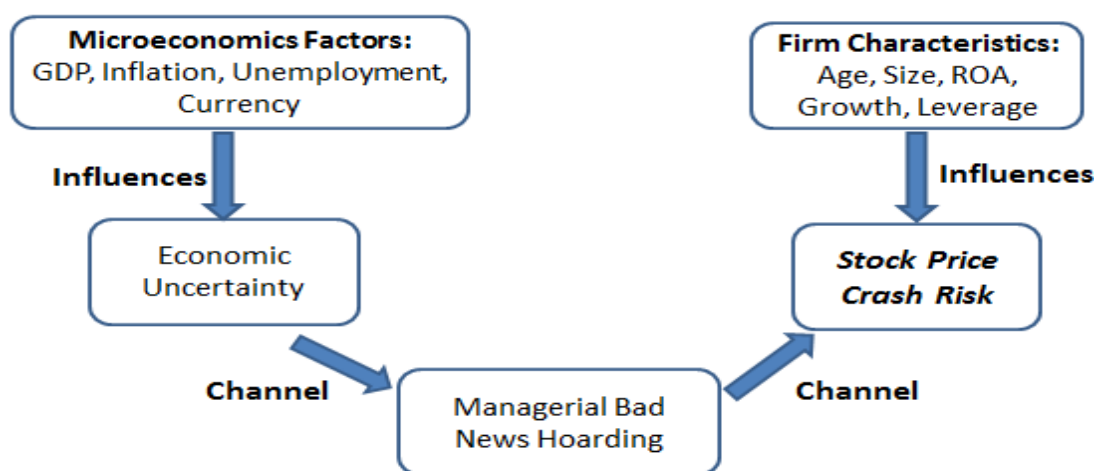 Microeconomics Factors:
GDP, Inflation, Unemployment,
Currency
Firm Characteristics:
Age, Size, ROA,
Growth, Leverage
Influences
Influences
Economic
Uncertainty
Stock Price
Crash Risk
Channel
Channel
Managerial Bad
News Hoarding